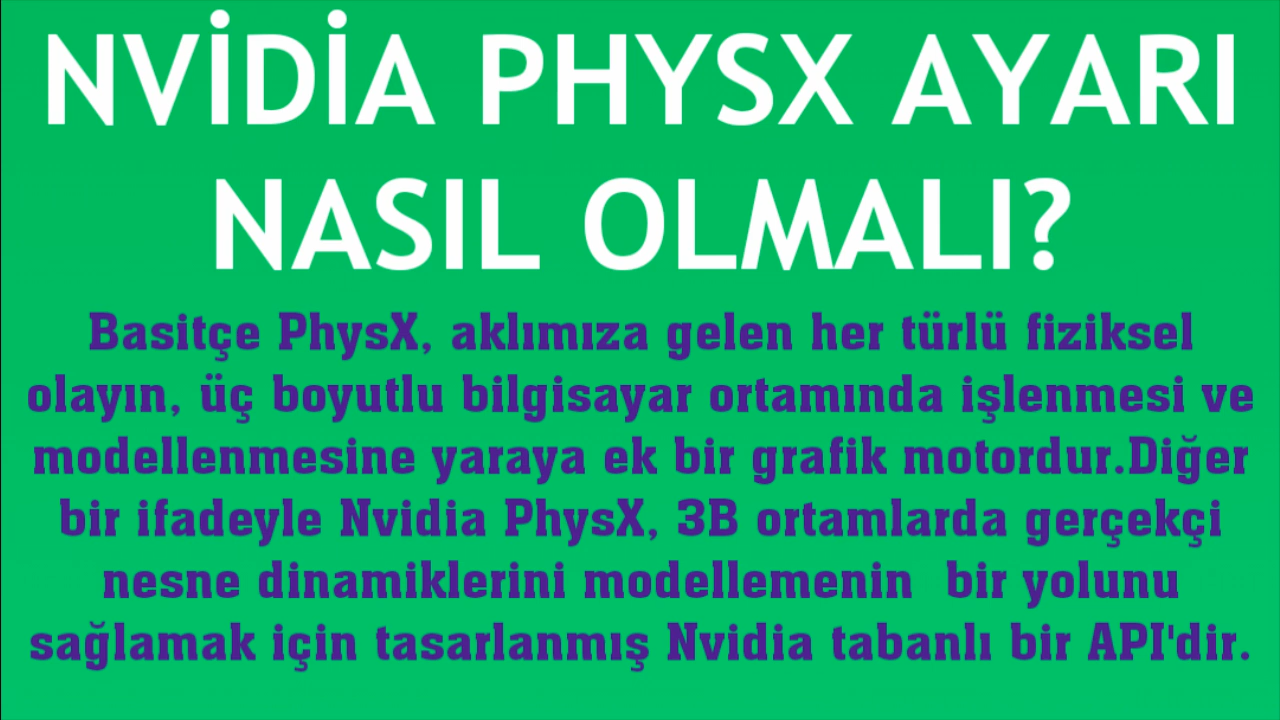 NVİDİA PHYSX AYARI
NASIL OLMALI?
Basitçe PhysX, aklımıza gelen her türlü fiziksel
olayın, üç boyutlu bilgisayar ortamında işlenmesi ve
modellenmesine yaraya ek bir grafik motordur.Diğer
bir ifadeyle Nvidia PhysX, 3B ortamlarda gerçekçi
nesne dinamiklerini modellemenin  bir yolunu
sağlamak için tasarlanmış Nvidia tabanlı bir API'dir.